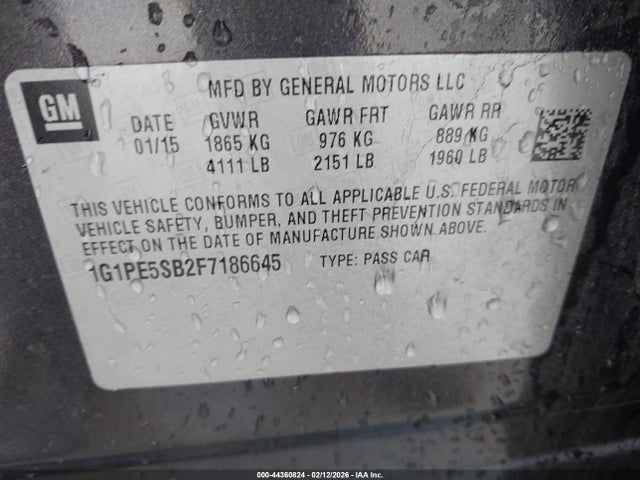 GM
MFD BY GENERAL MOTORS LLC
DATE GVWR GAWR FRT GAWR RR
01/15 1865 KG 976 KG 889 KG
4111 LB 2151 LB 1960 LB
THIS VEHICLE CONFORMS TO ALL APPLICABLE U.S. FEDERAL MOTOR
VEHICLE SAFETY, BUMPER, AND THEFT PREVENTION STANDARDS IN
EFFECT ON THE DATE OF MANUFACTURE SHOWN ABOVE.
1G1PE5SB2F7186645 TYPE: PASS CAR
000-44360824 - 02/12/2026 - IAA Inc.